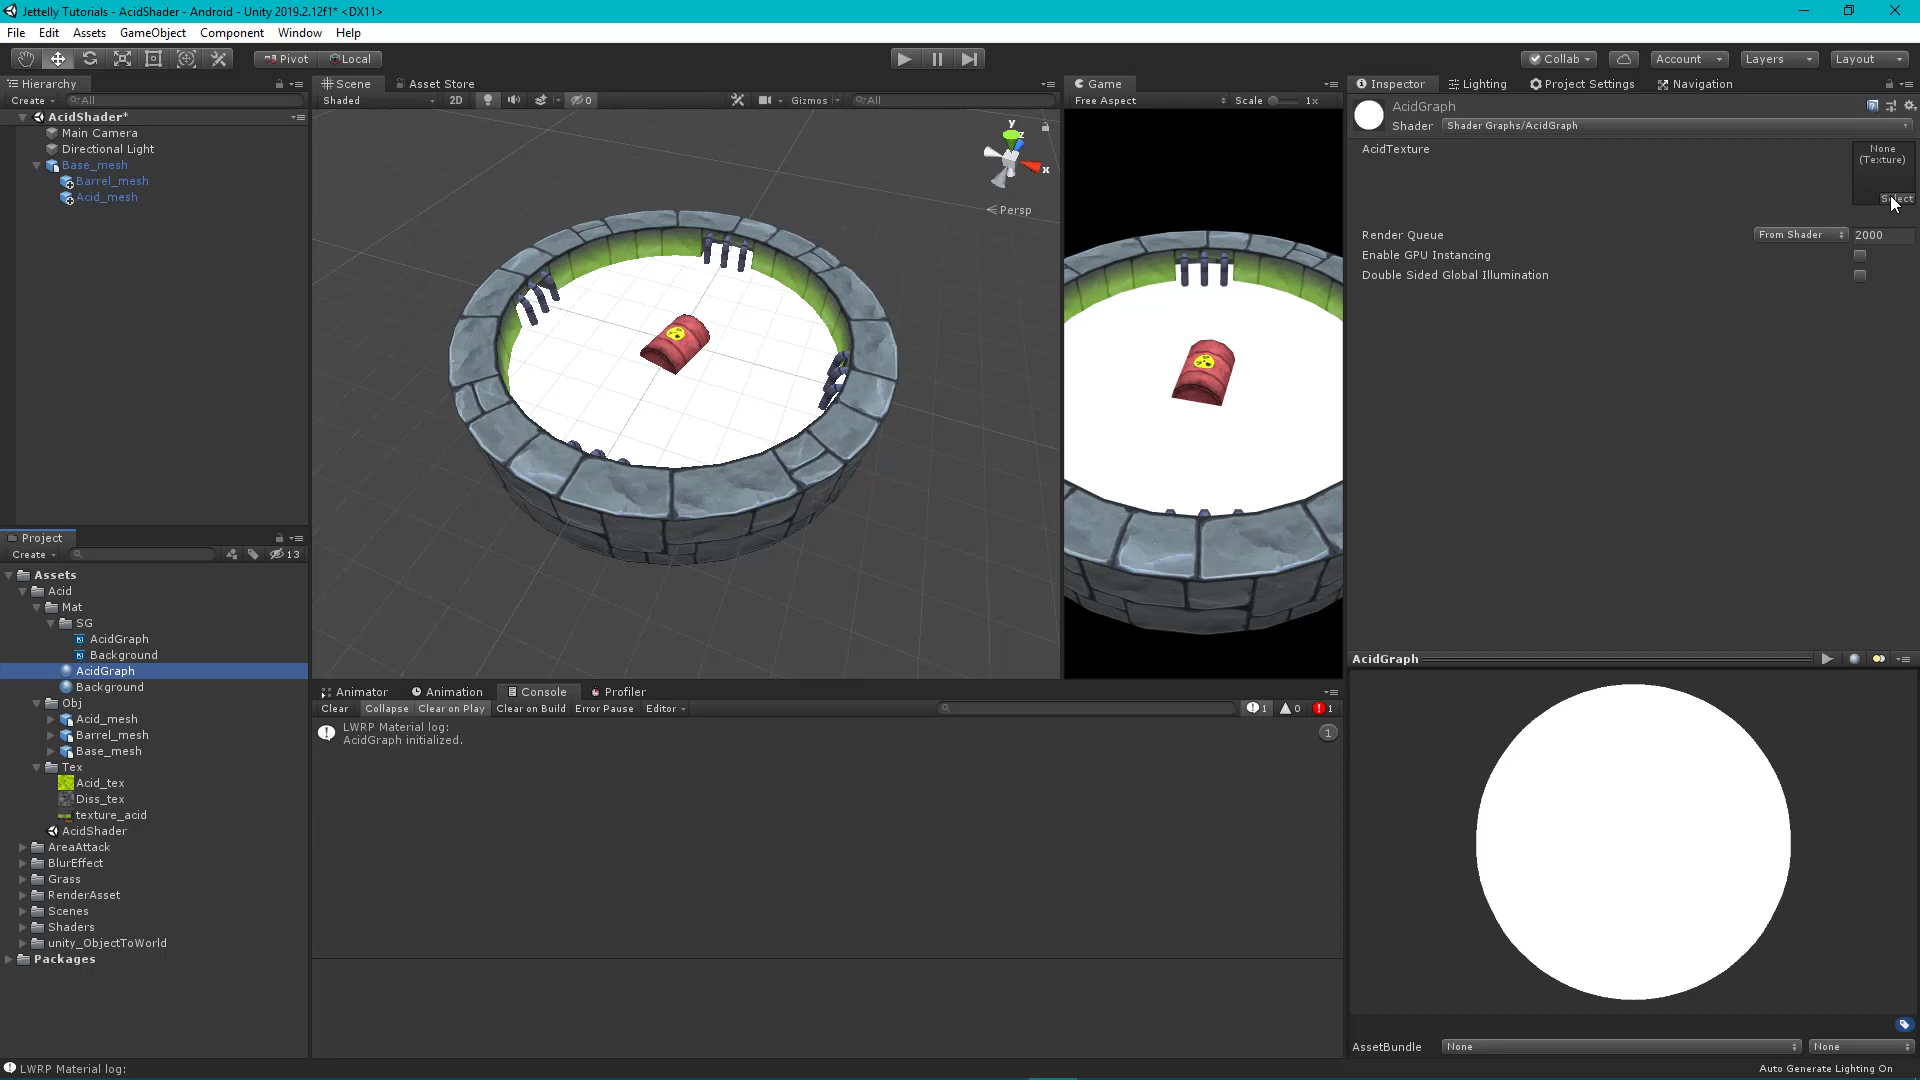 Jettelly Tutorials - AcidShader - Android - Unity 2019.2.12f1* <DX11>
File Edit Assets GameObject Component Window Help
Pivot Local Collab Account Layers Layout
Hierarchy
Create All
AcidShader*
Main Camera
Directional Light
Base_mesh
Barrel_mesh
Acid_mesh
Scene Asset Store
Shaded 2D 0 Gizmos All
y
z
x
Persp
Game
Free Aspect Scale 1x
Inspector Lighting Project Settings Navigation
AcidGraph
Shader Shader Graphs/AcidGraph
AcidTexture
None
(Texture)
Select
Render Queue From Shader 2000
Enable GPU Instancing
Double Sided Global Illumination
Project
Create 13
Assets
Acid
Mat
SG
AcidGraph
Background
AcidGraph
Background
Obj
Acid_mesh
Barrel_mesh
Base_mesh
Tex
Acid_tex
Diss_tex
texture_acid
AcidShader
AreaAttack
BlurEffect
Grass
RenderAsset
Scenes
Shaders
unity_ObjectToWorld
Packages
Animator Animation Console Profiler
Clear Collapse Clear on Play Clear on Build Error Pause Editor 1 0 1
LWRP Material log:
AcidGraph initialized.
1
AcidGraph
AssetBundle None None
LWRP Material log:
Auto Generate Lighting On